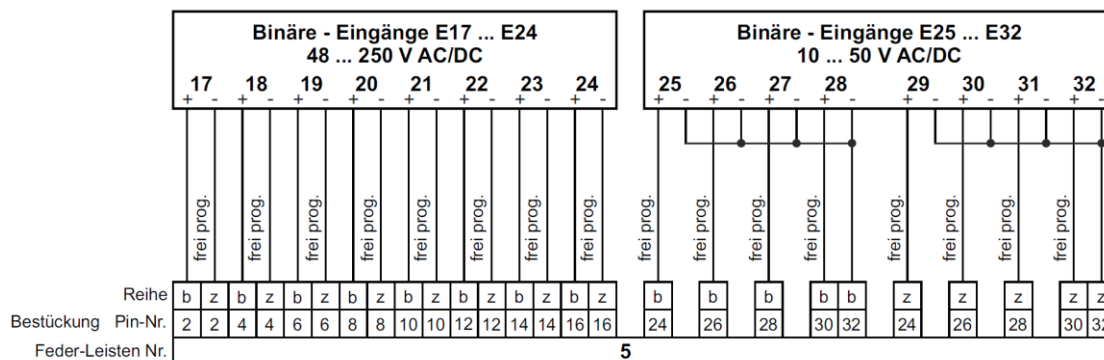 Binäre - Eingänge E17 ... E24
48 ... 250 V AC/DC
17 18 19 20 21 22 23 24
+ - + - + - + - + - + - + - + -
Binäre - Eingänge E25 ... E32
10 ... 50 V AC/DC
25 26 27 28 29 30 31 32
+ - + - + - + - + - + - + - + -
frei prog. frei prog. frei prog. frei prog. frei prog. frei prog. frei prog. frei prog. frei prog. frei prog. frei prog. frei prog. frei prog. frei prog. frei prog. frei prog.
Reihe b z b z b z b z b z b z b z b z b b b b b z z z z z
Bestückung Pin-Nr. 2 2 4 4 6 6 8 8 10 10 12 12 14 14 16 16 24 26 28 30 32 24 26 28 30 32
Feder-Leisten Nr. 5